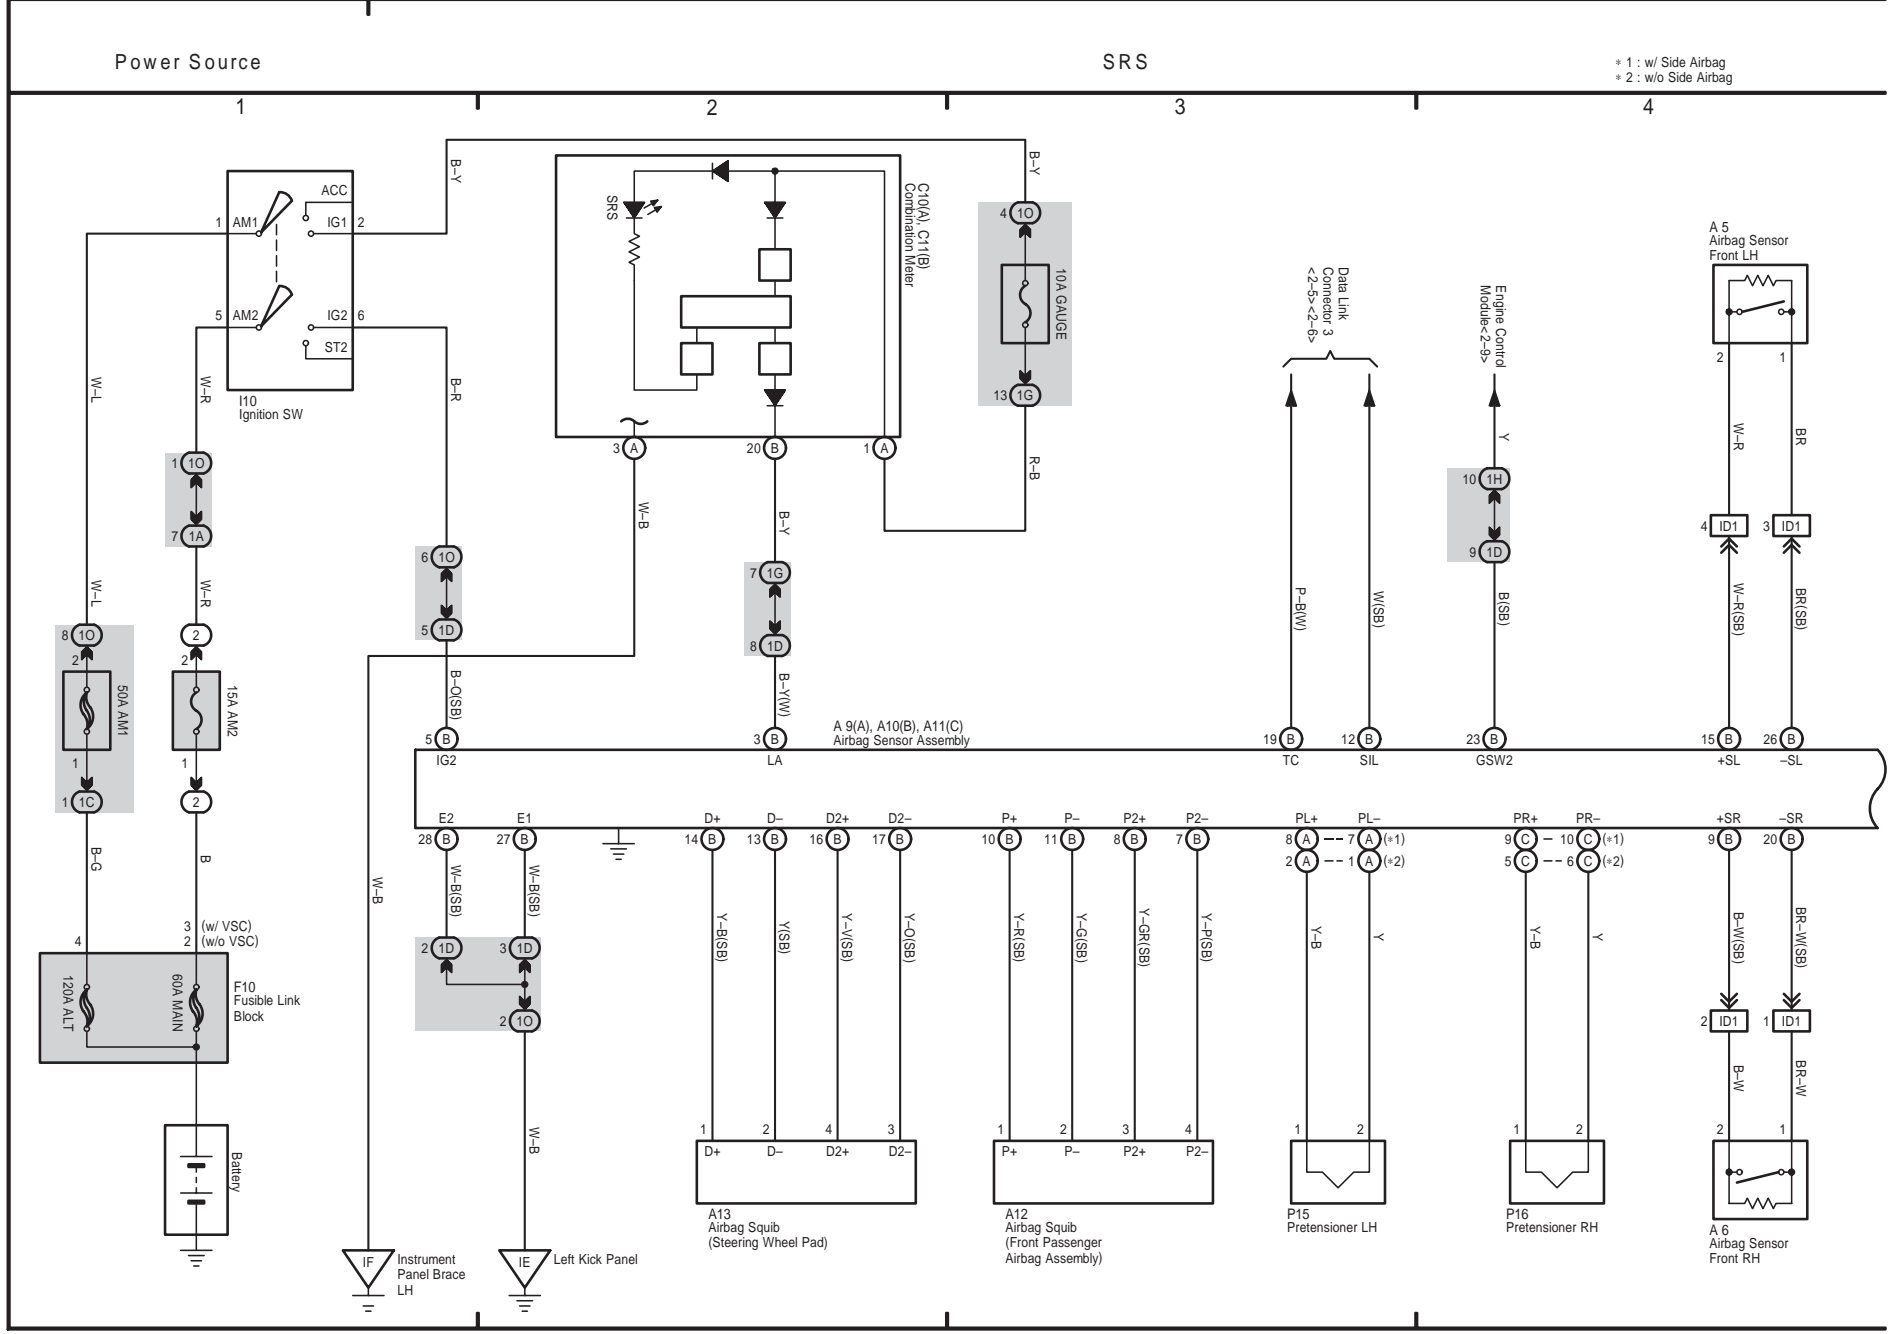 Power Source
SRS
∗ 1 : w/ Side Airbag
∗ 2 : w/o Side Airbag
1
2
3
4
B–Y
B–Y
ACC
1
AM1
IG1
2
5
AM2
IG2
6
ST2
I10
Ignition SW
SRS
C10(A), C11(B)
Combination Meter
4
1O
10A GAUGE
13
1G
A 5
Airbag Sensor
Front LH
2
1
Data Link
Connector 3
<2–5><2–6>
Engine Control
Module<2–9>
W–L
W–R
B–R
3
A
20
B
1
A
R–B
Y
W–R
BR
1
1O
7
1A
W–B
B–Y
10
1H
9
1D
4
ID1
3
ID1
6
1O
5
1D
7
1G
8
1D
W–L
W–R
P–B(W)
W(SB)
B(SB)
W–R(SB)
BR(SB)
8
1O
2
2
2
50A AM1
15A AM2
1
1
1
1C
2
B–O(SB)
B–Y(W)
A 9(A), A10(B), A11(C)
Airbag Sensor Assembly
5
B
3
B
19
B
12
B
23
B
15
B
26
B
IG2
LA
TC
SIL
GSW2
+SL
–SL
E2
E1
D+
D–
D2+
D2–
P+
P–
P2+
P2–
PL+
PL–
PR+
PR–
+SR
–SR
28
B
27
B
14
B
13
B
16
B
17
B
10
B
11
B
8
B
7
B
8
A
7
A
(∗1)
2
A
1
A
(∗2)
9
C
10
C
(∗1)
5
C
6
C
(∗2)
9
B
20
B
B–G
B
W–B
W–B(SB)
W–B(SB)
Y–B(SB)
Y(SB)
Y–V(SB)
Y–O(SB)
Y–R(SB)
Y–G(SB)
Y–GR(SB)
Y–P(SB)
Y–B
Y
Y–B
Y
B–W(SB)
BR–W(SB)
4
3
(w/ VSC)
2
(w/o VSC)
2
1D
3
1D
2
1O
120A ALT
60A MAIN
F10
Fusible Link
Block
2
ID1
1
ID1
B–W
BR–W
W–B
Battery
1
2
4
3
D+
D–
D2+
D2–
A13
Airbag Squib
(Steering Wheel Pad)
1
2
3
4
P+
P–
P2+
P2–
A12
Airbag Squib
(Front Passenger
Airbag Assembly)
1
2
P15
Pretensioner LH
1
2
P16
Pretensioner RH
2
1
A 6
Airbag Sensor
Front RH
IF
Instrument
Panel Brace
LH
IE
Left Kick Panel